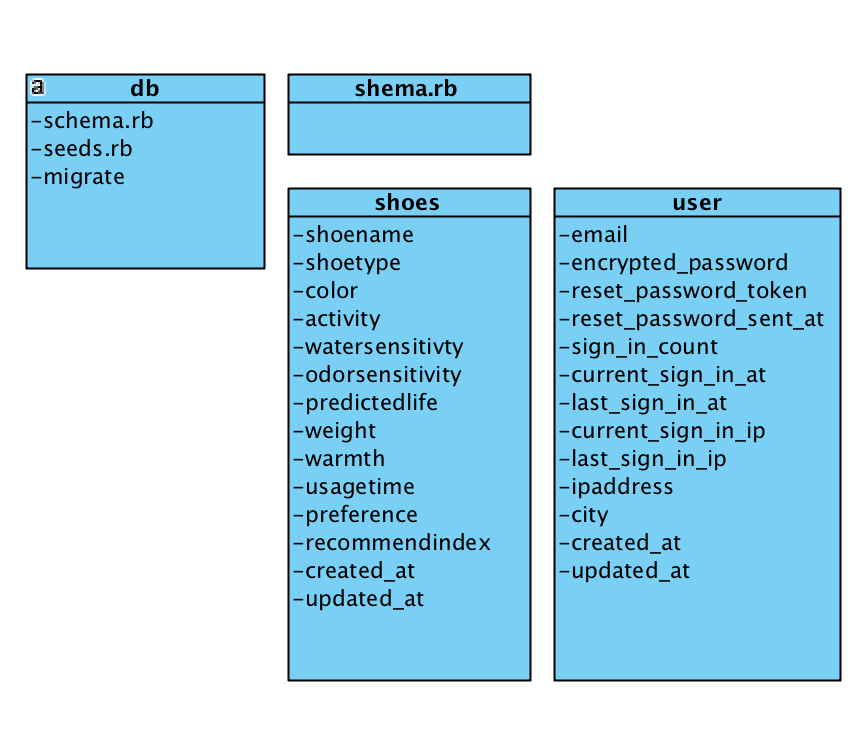 a
db
-schema.rb
-seeds.rb
-migrate
shema.rb
shoes
-shoename
-shoetype
-color
-activity
-watersensitivty
-odorsensitivity
-predictedlife
-weight
-warmth
-usagetime
-preference
-recommendindex
-created_at
-updated_at
user
-email
-encrypted_password
-reset_password_token
-reset_password_sent_at
-sign_in_count
-current_sign_in_at
-last_sign_in_at
-current_sign_in_ip
-last_sign_in_ip
-ipaddress
-city
-created_at
-updated_at